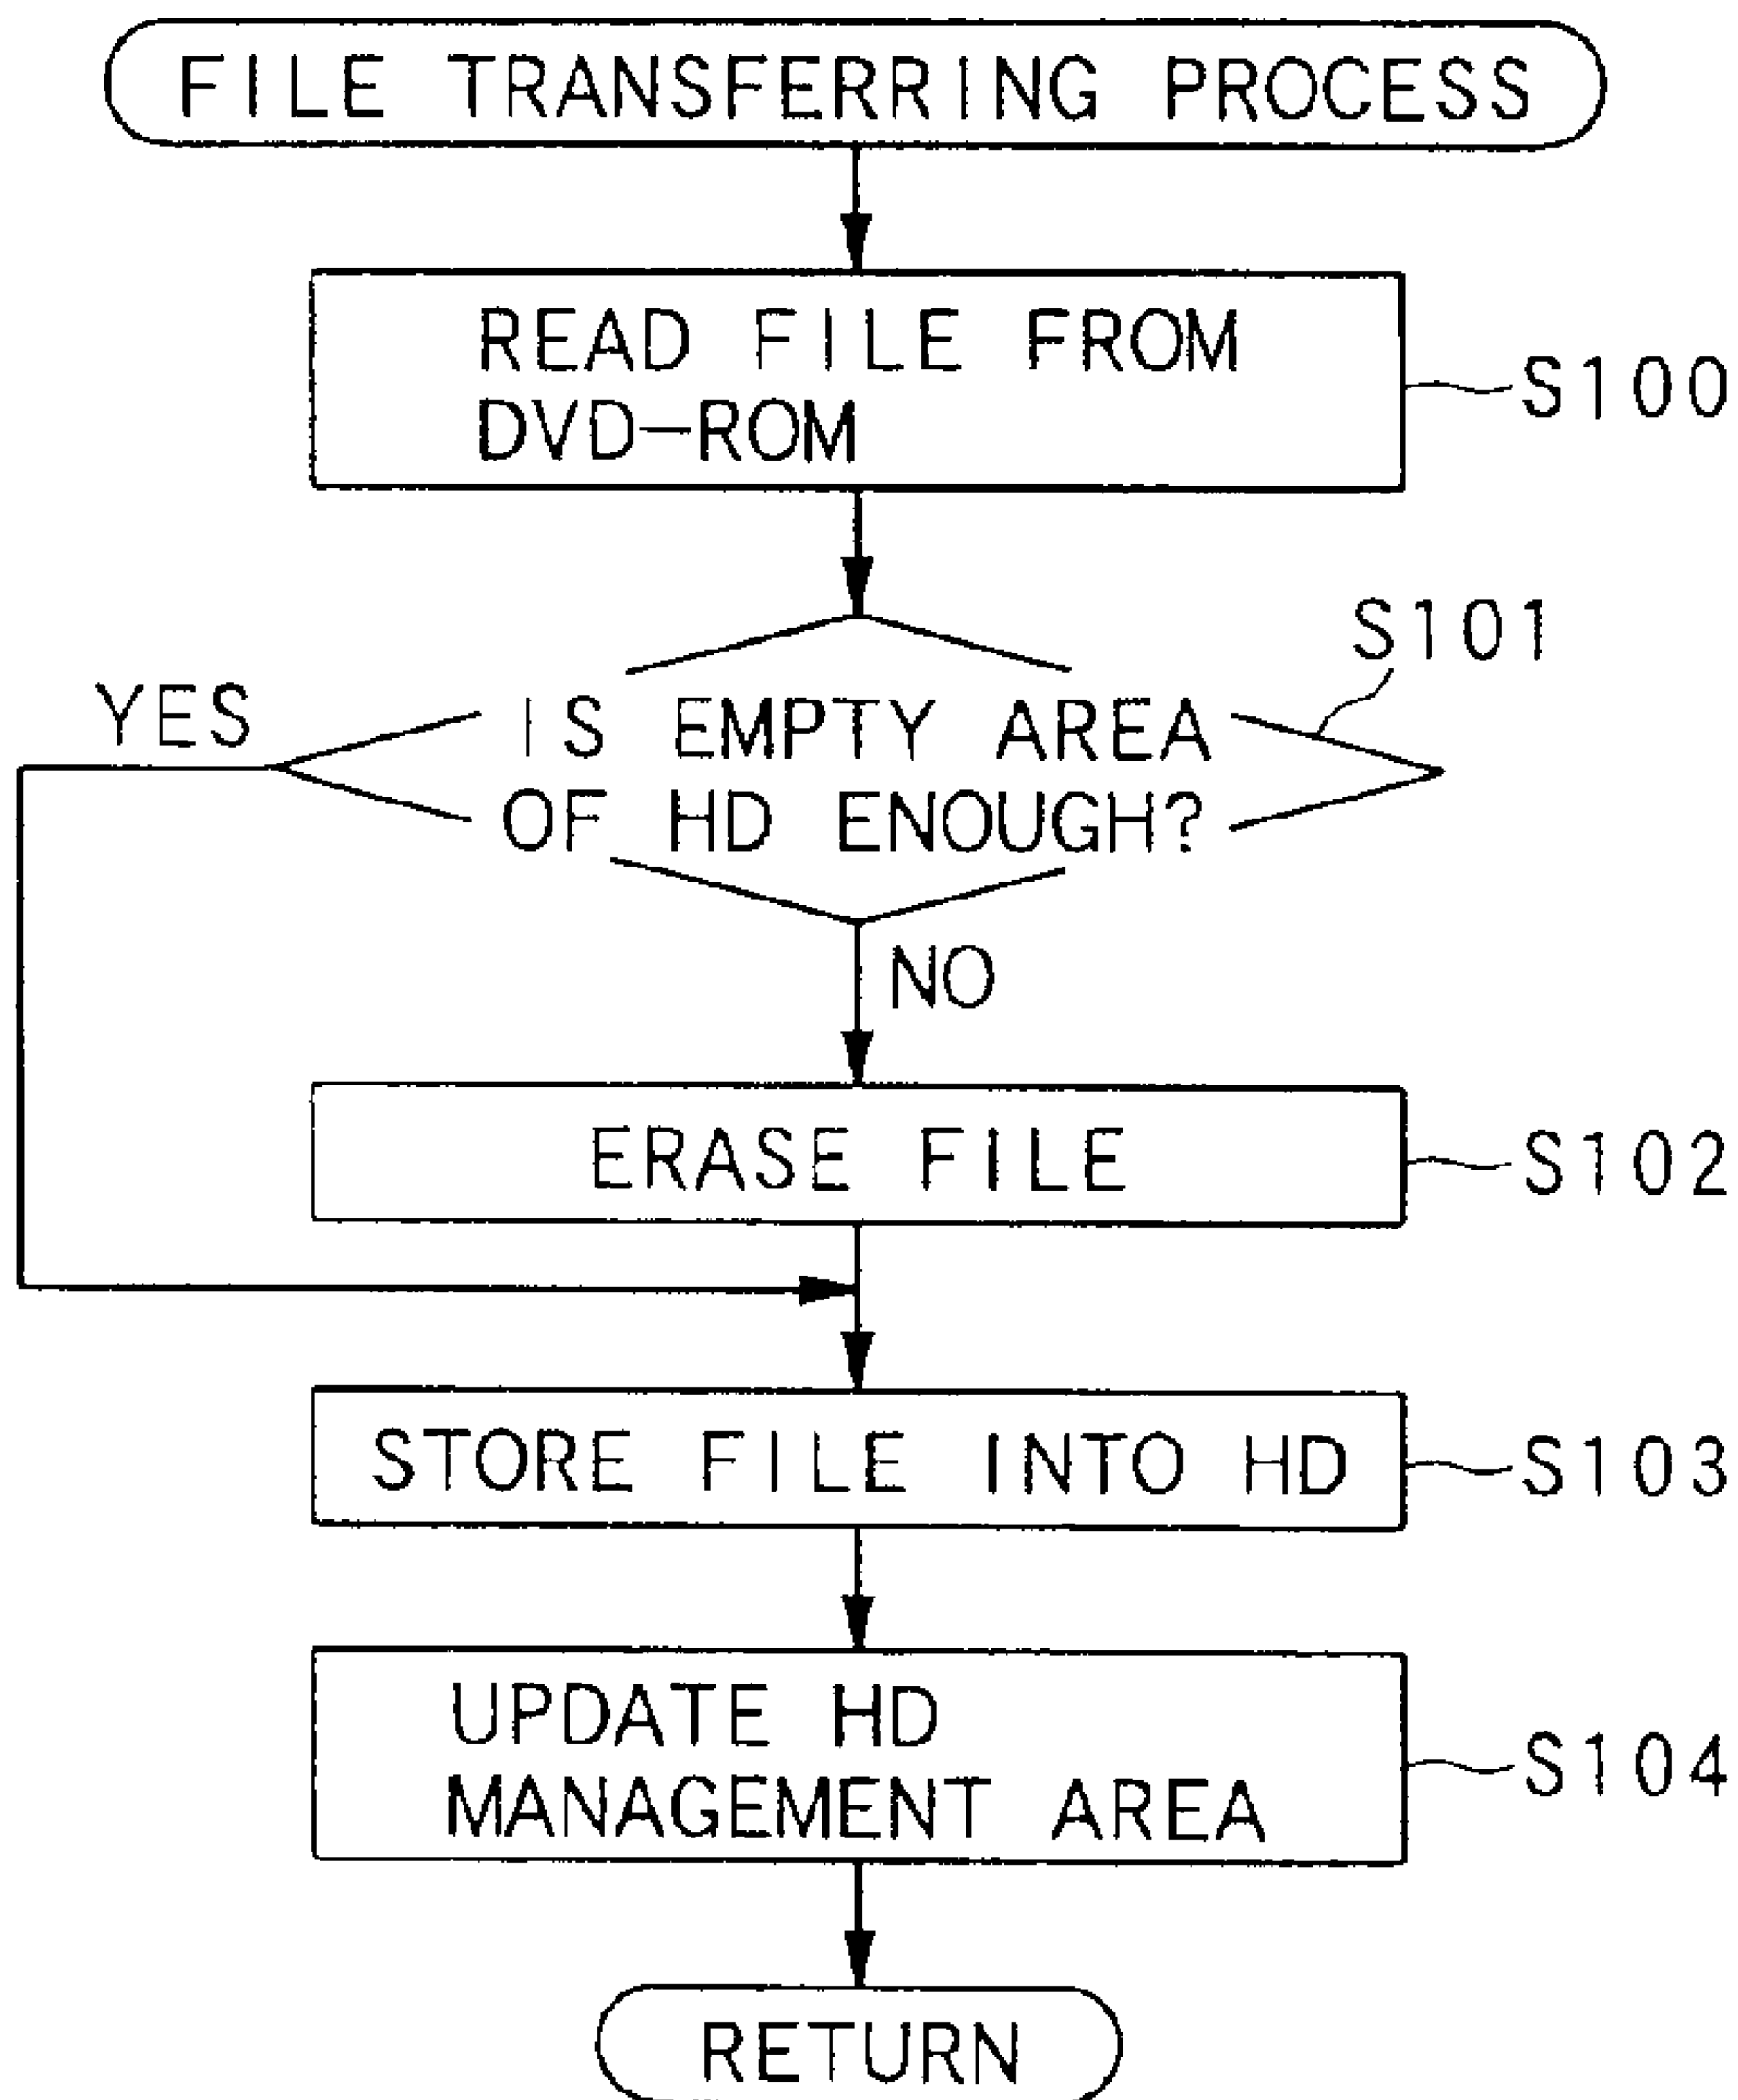 FILE TRANSFERRING PROCESS
READ FILE FROM
DVD-ROM
S100
S101
YES
IS EMPTY AREA
OF HD ENOUGH?
NO
ERASE FILE
S102
STORE FILE INTO HD
S103
UPDATE HD
MANAGEMENT AREA
S104
RETURN